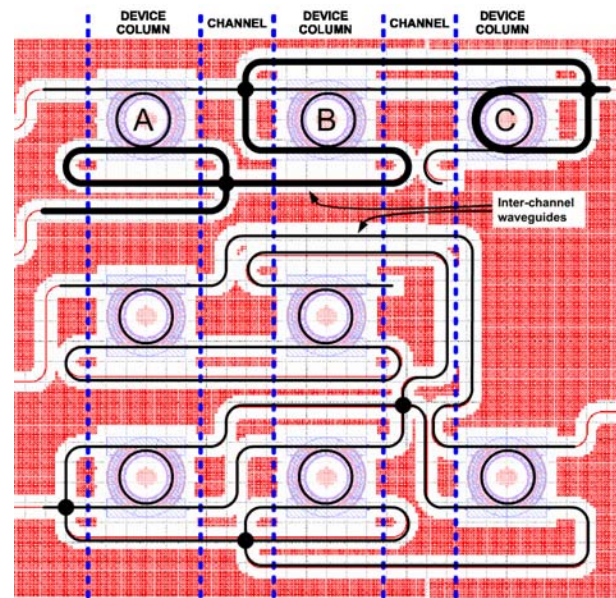 DEVICE
COLUMN
CHANNEL
DEVICE
COLUMN
CHANNEL
DEVICE
COLUMN
A
B
C
Inter-channel
waveguides